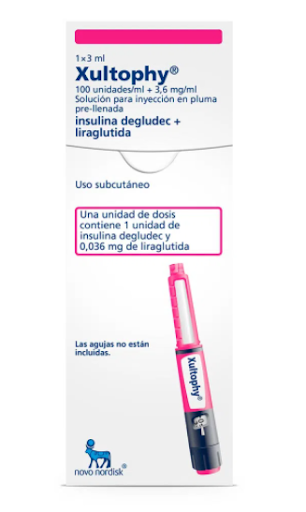 1×3 ml
Xultophy®
100 unidades/ml + 3,6 mg/ml
Solución para inyección en pluma
pre-llenada
insulina degludec +
liraglutida
Uso subcutáneo
Una unidad de dosis
contiene 1 unidad de
insulina degludec y
0,036 mg de liraglutida
Las agujas no están
incluidas.
Xultophy®
novo nordisk®